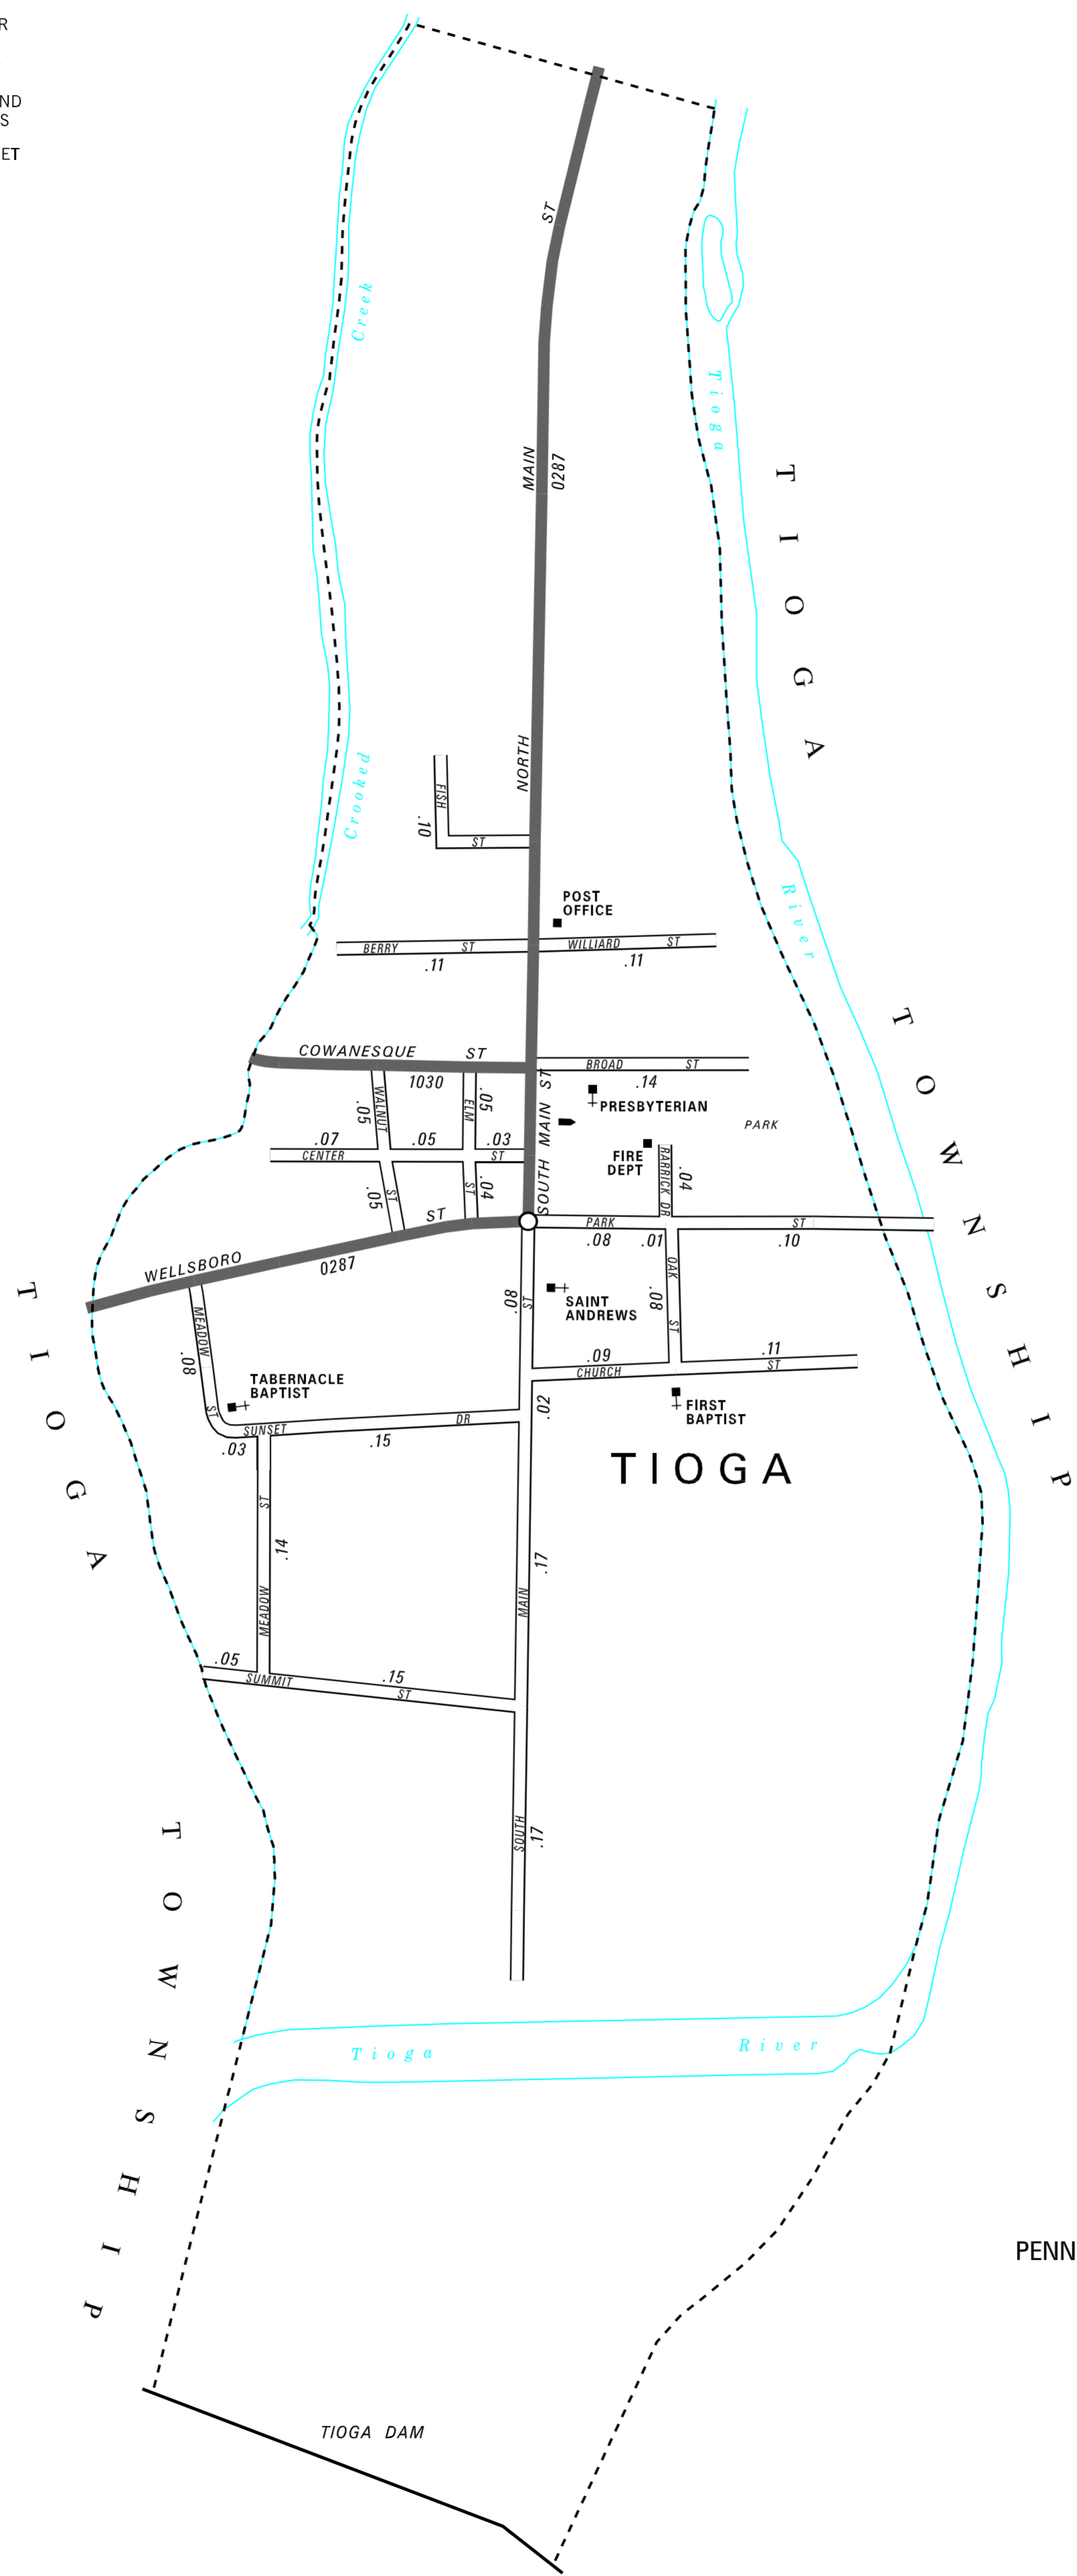 R
ND
S
ET
ST
Creek
Tioga
MAIN
0287
TIOGA
NORTH
Crooked
FISH
.10
ST
River
POST
OFFICE
BERRY ST
WILLIARD ST
.11
.11
TOWNSHIP
COWANESQUE ST
1030
BROAD ST
.14
WALNUT
.05
ELM
.05
PRESBYTERIAN
PARK
SOUTH MAIN ST
.07
.05
.03
CENTER ST
FIRE
DEPT
BARRICK DR
.04
ST
.05
ST
.04
ST
PARK ST
.08
.01
.10
WELLSBORO
0287
TIOGA
MEADOW
.08
ST
.08
ST
SAINT
ANDREWS
OAK
.08
ST
.09
.11
CHURCH ST
TABERNACLE
BAPTIST
.02
FIRST
BAPTIST
SUNSET DR
.03
.15
TIOGA
ST
.14
MEADOW
.17
MAIN
.05
.15
SUMMIT
ST
TOWNSHIP
SOUTH
.17
Tioga River
PENN
TIOGA DAM